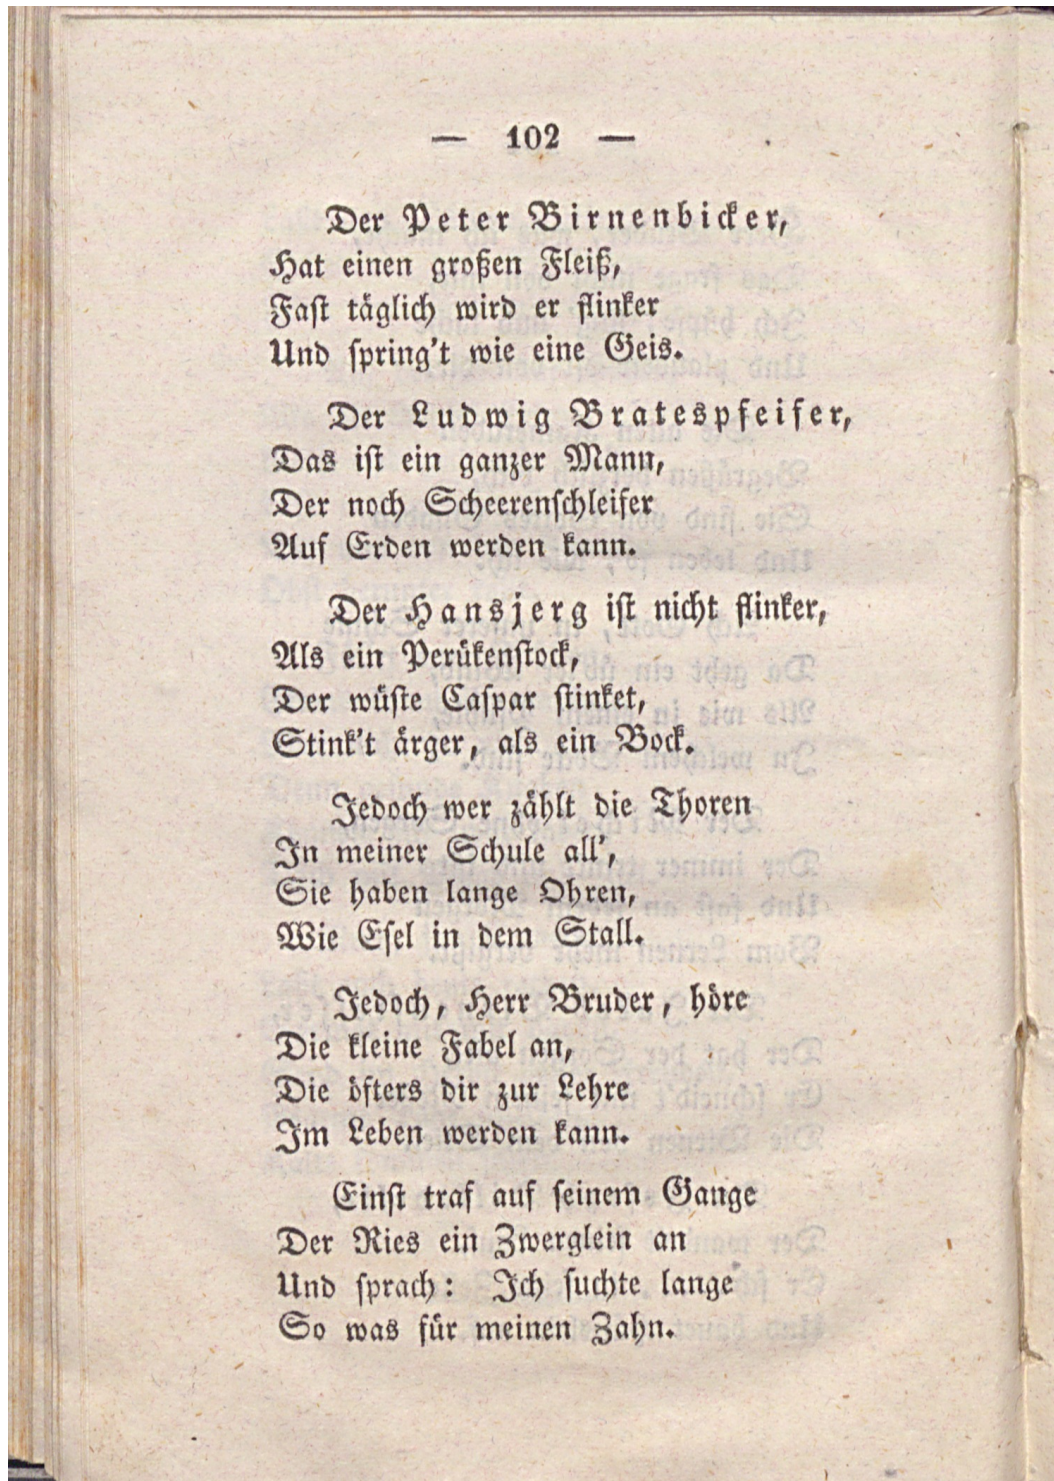 — 102 —
Der Peter Birnenbicker,
Hat einen großen Fleiß,
Fast täglich wird er flinker
Und spring't wie eine Geis.
Der Ludwig Bratespfeifer,
Das ist ein ganzer Mann,
Der noch Scheerenschleifer
Auf Erden werden kann.
Der Hansjerg ist nicht flinker,
Als ein Perükenstock,
Der wüste Caspar stinket,
Stink't ärger, als ein Bock.
Jedoch wer zählt die Thoren
In meiner Schule all',
Sie haben lange Ohren,
Wie Esel in dem Stall.
Jedoch, Herr Bruder, höre
Die kleine Fabel an,
Die öfters dir zur Lehre
Im Leben werden kann.
Einst traf auf seinem Gange
Der Ries ein Zwerglein an
Und sprach: Ich suchte lange
So was für meinen Zahn.